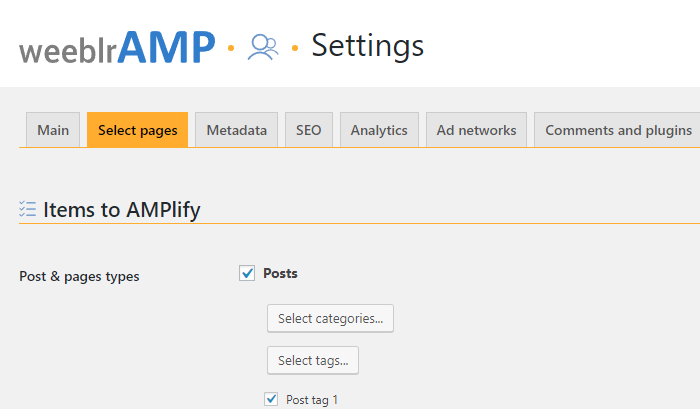 weeblrAMP Settings
Main Select pages Metadata SEO Analytics Ad networks Comments and plugins
Items to AMPlify
Post & pages types Posts
Select categories...
Select tags...
Post tag 1